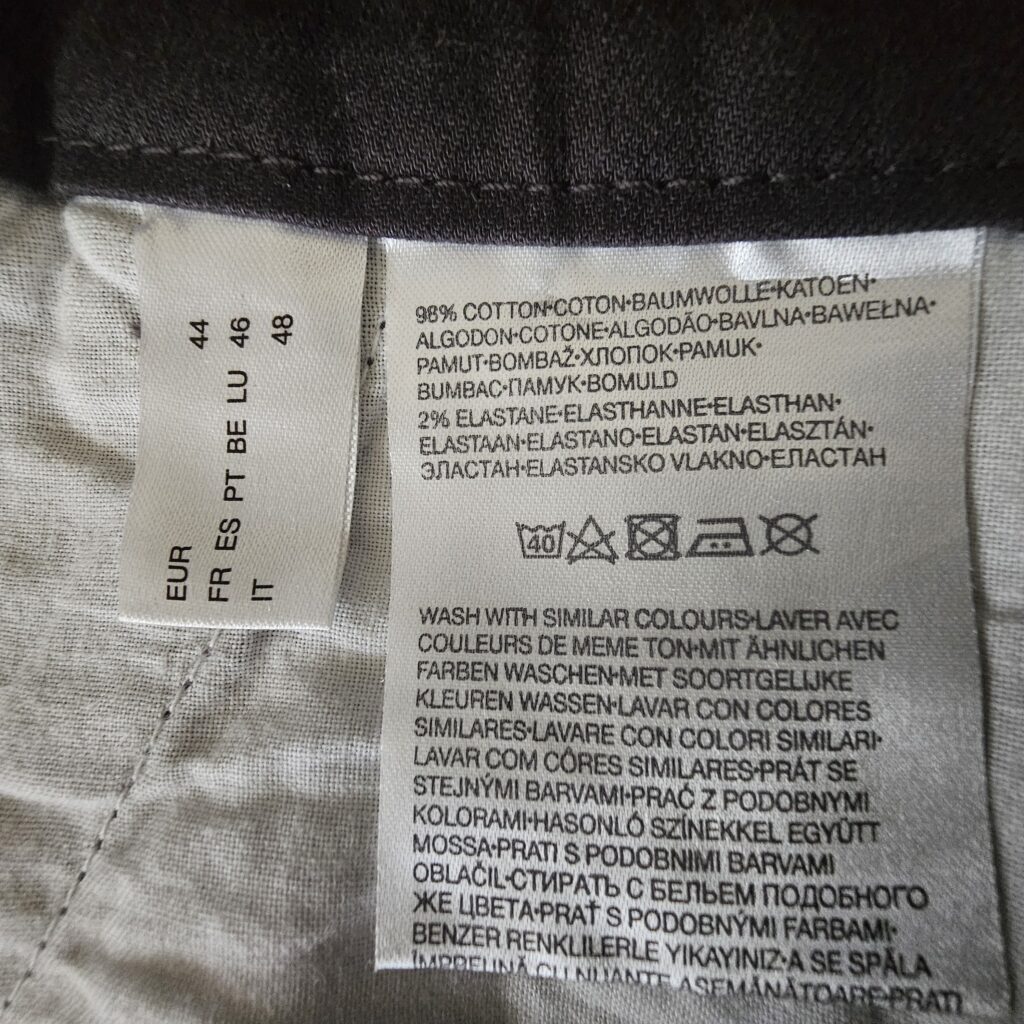 EUR 44
FR ES PT BE LU 46
IT 48
98% COTTON•COTON•BAUMWOLLE•KATOEN•
ALGODON•COTONE•ALGODÃO•BAVLNA•BAWEŁNA•
PAMUT•BOMBAŽ•ХЛОПОК•PAMUK•
BUMBAC•ПАМУК•BOMULD
2% ELASTANE•ELASTHANNE•ELASTHAN•
ELASTAAN•ELASTANO•ELASTAN•ELASZTÁN•
ЭЛАСТАН•ELASTANSKO VLAKNO•ЕЛАСТАН
40
WASH WITH SIMILAR COLOURS•LAVER AVEC
COULEURS DE MEME TON•MIT ÄHNLICHEN
FARBEN WASCHEN•MET SOORTGELIJKE
KLEUREN WASSEN•LAVAR CON COLORES
SIMILARES•LAVARE CON COLORI SIMILARI•
LAVAR COM CÔRES SIMILARES•PRÁT SE
STEJNÝMI BARVAMI•PRAĆ Z PODOBNYMI
KOLORAMI•HASONLÓ SZÍNEKKEL EGYÜTT
MOSSA•PRATI S PODOBNIMI BARVAMI
OBLAČIL•СТИРАТЬ С БЕЛЬЕМ ПОДОБНОГО
ЖЕ ЦВЕТА•PRAŤ S PODOBNÝMI FARBAMI•
BENZER RENKLILERLE YIKAYINIZ•A SE SPĂLA
ÎMPREUNĂ CU NUANŢE ASEMĂNĂTOARE•PRATI